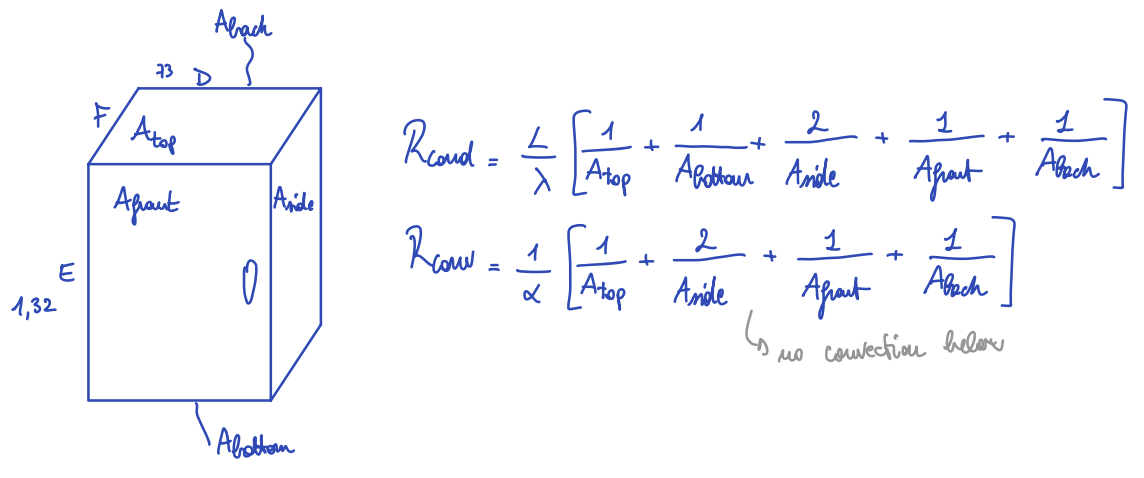 Aback
73 D
F
Atop
Afront
Aside
E
1,32
Abottom
Rcond = L/λ [1/Atop + 1/Abottom + 2/Aside + 1/Afront + 1/Aback]
Rconv = 1/α [1/Atop + 2/Aside + 1/Afront + 1/Aback]
↳ no convection below